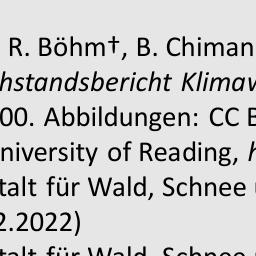 R. Böhm†, B. Chiman
hstandsbericht Klimav
00. Abbildungen: CC B
niversity of Reading, h
talt für Wald, Schnee
2.2022)
talt für Wald, Schnee